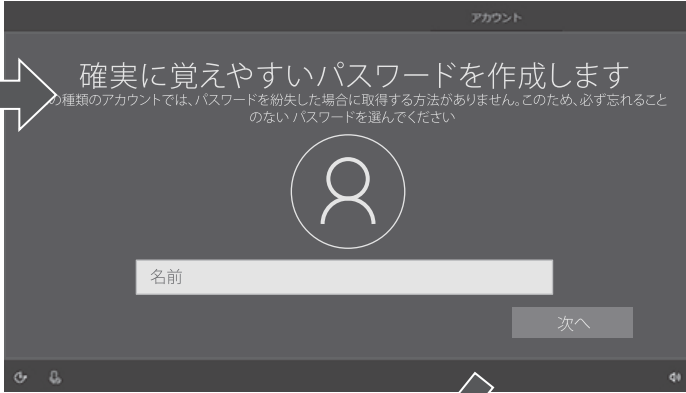 アカウント
確実に覚えやすいパスワードを作成します
の種類のアカウントでは、パスワードを紛失した場合に取得する方法がありません。このため、必ず忘れること
のない パスワードを選んでください
名前
次へ